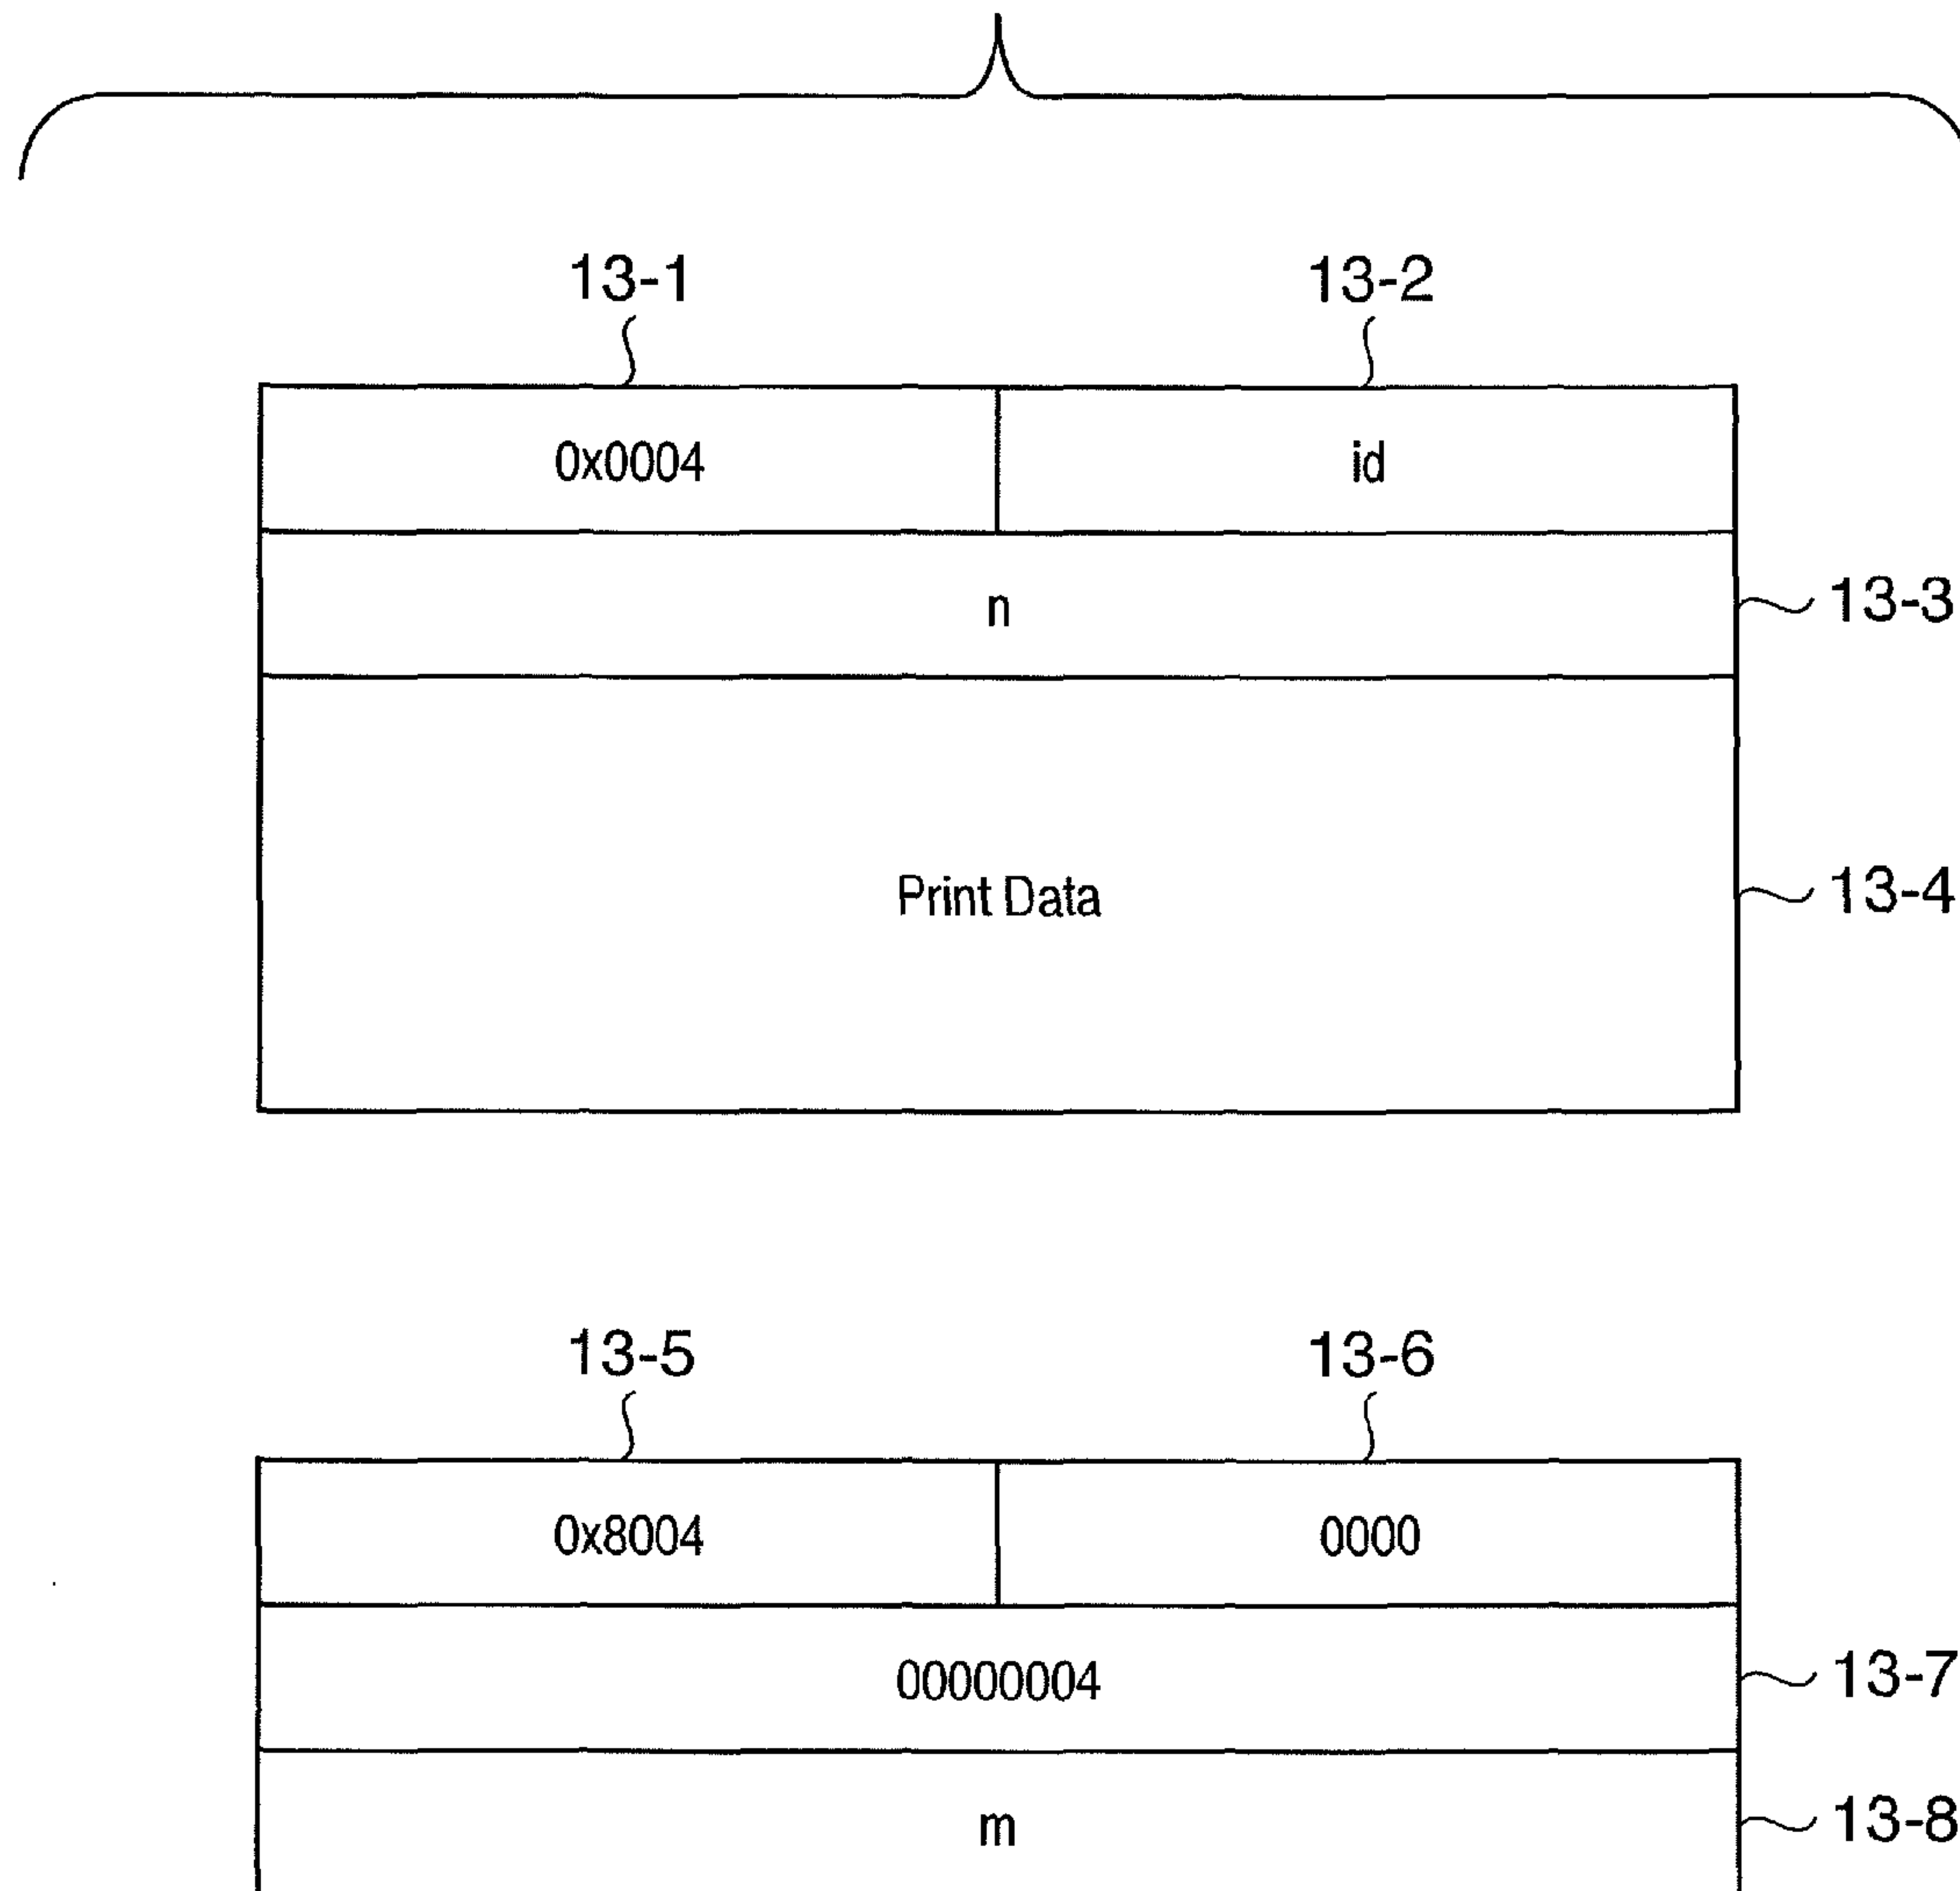 13-1 13-2
0x0004 id
n 13-3
Print Data 13-4
13-5 13-6
0x8004 0000
00000004 13-7
m 13-8